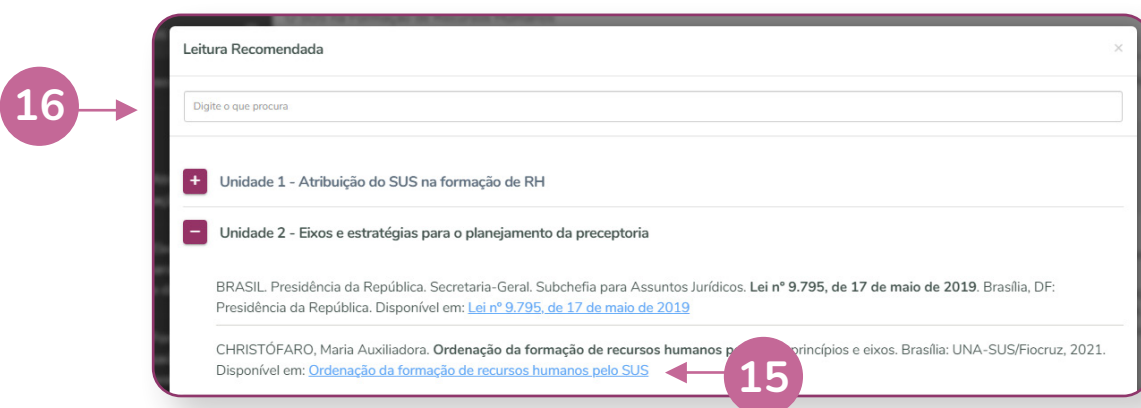 Leitura Recomendada ×
16
Digite o que procura
+ Unidade 1 - Atribuição do SUS na formação de RH
− Unidade 2 - Eixos e estratégias para o planejamento da preceptoria
BRASIL. Presidência da República. Secretaria-Geral. Subchefia para Assuntos Jurídicos. Lei nº 9.795, de 17 de maio de 2019. Brasília, DF:
Presidência da República. Disponível em: Lei nº 9.795, de 17 de maio de 2019
CHRISTÓFARO, Maria Auxiliadora. Ordenação da formação de recursos humanos princípios e eixos. Brasília: UNA-SUS/Fiocruz, 2021.
Disponível em: Ordenação da formação de recursos humanos pelo SUS
15